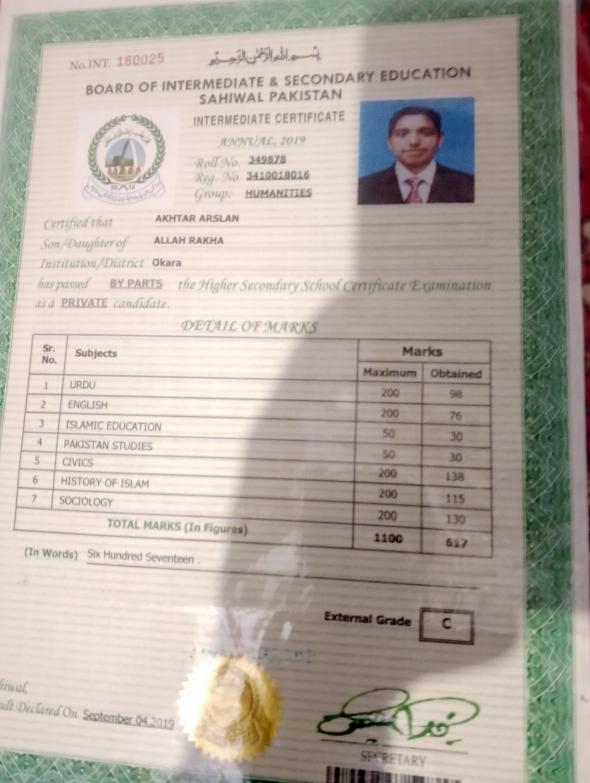 No.INT. 160025
بسم الله الرحمن الرحيم
BOARD OF INTERMEDIATE & SECONDARY EDUCATION
SAHIWAL PAKISTAN
INTERMEDIATE CERTIFICATE
ANNUAL, 2019
Roll No. 349878
Reg. No. 3410018016
Group: HUMANITIES
Certified that AKHTAR ARSLAN
Son/Daughter of ALLAH RAKHA
Institution/District Okara
has passed BY PARTS the Higher Secondary School Certificate Examination
as a PRIVATE candidate.
DETAIL OF MARKS
Sr. No. Subjects Marks
Maximum Obtained
1 URDU 200 98
2 ENGLISH 200 76
3 ISLAMIC EDUCATION 50 30
4 PAKISTAN STUDIES 50 30
5 CIVICS 200 138
6 HISTORY OF ISLAM 200 115
7 SOCIOLOGY 200 130
TOTAL MARKS (In Figures) 1100 617
(In Words) Six Hundred Seventeen .
External Grade C
hiwal,
ult Declared On September 04,2019
SECRETARY